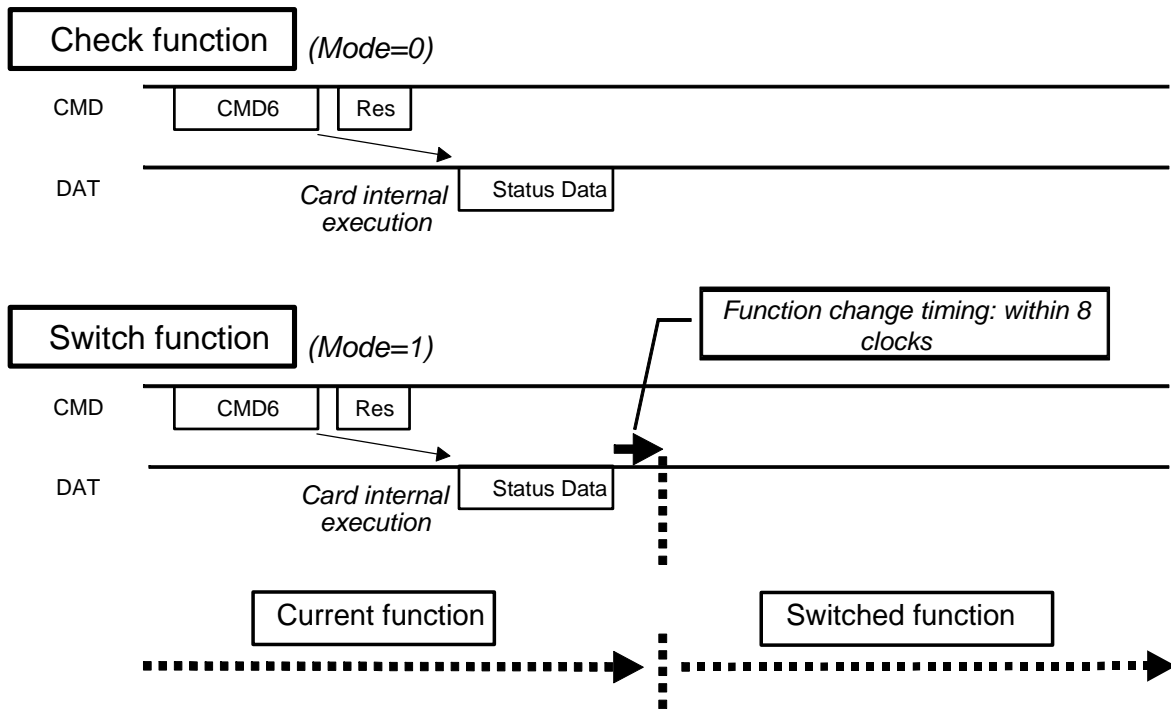 Check function
(Mode=0)
CMD
CMD6
Res
DAT
Card internal
execution
Status Data
Function change timing: within 8
clocks
Switch function
(Mode=1)
CMD
CMD6
Res
DAT
Card internal
execution
Status Data
Current function
Switched function